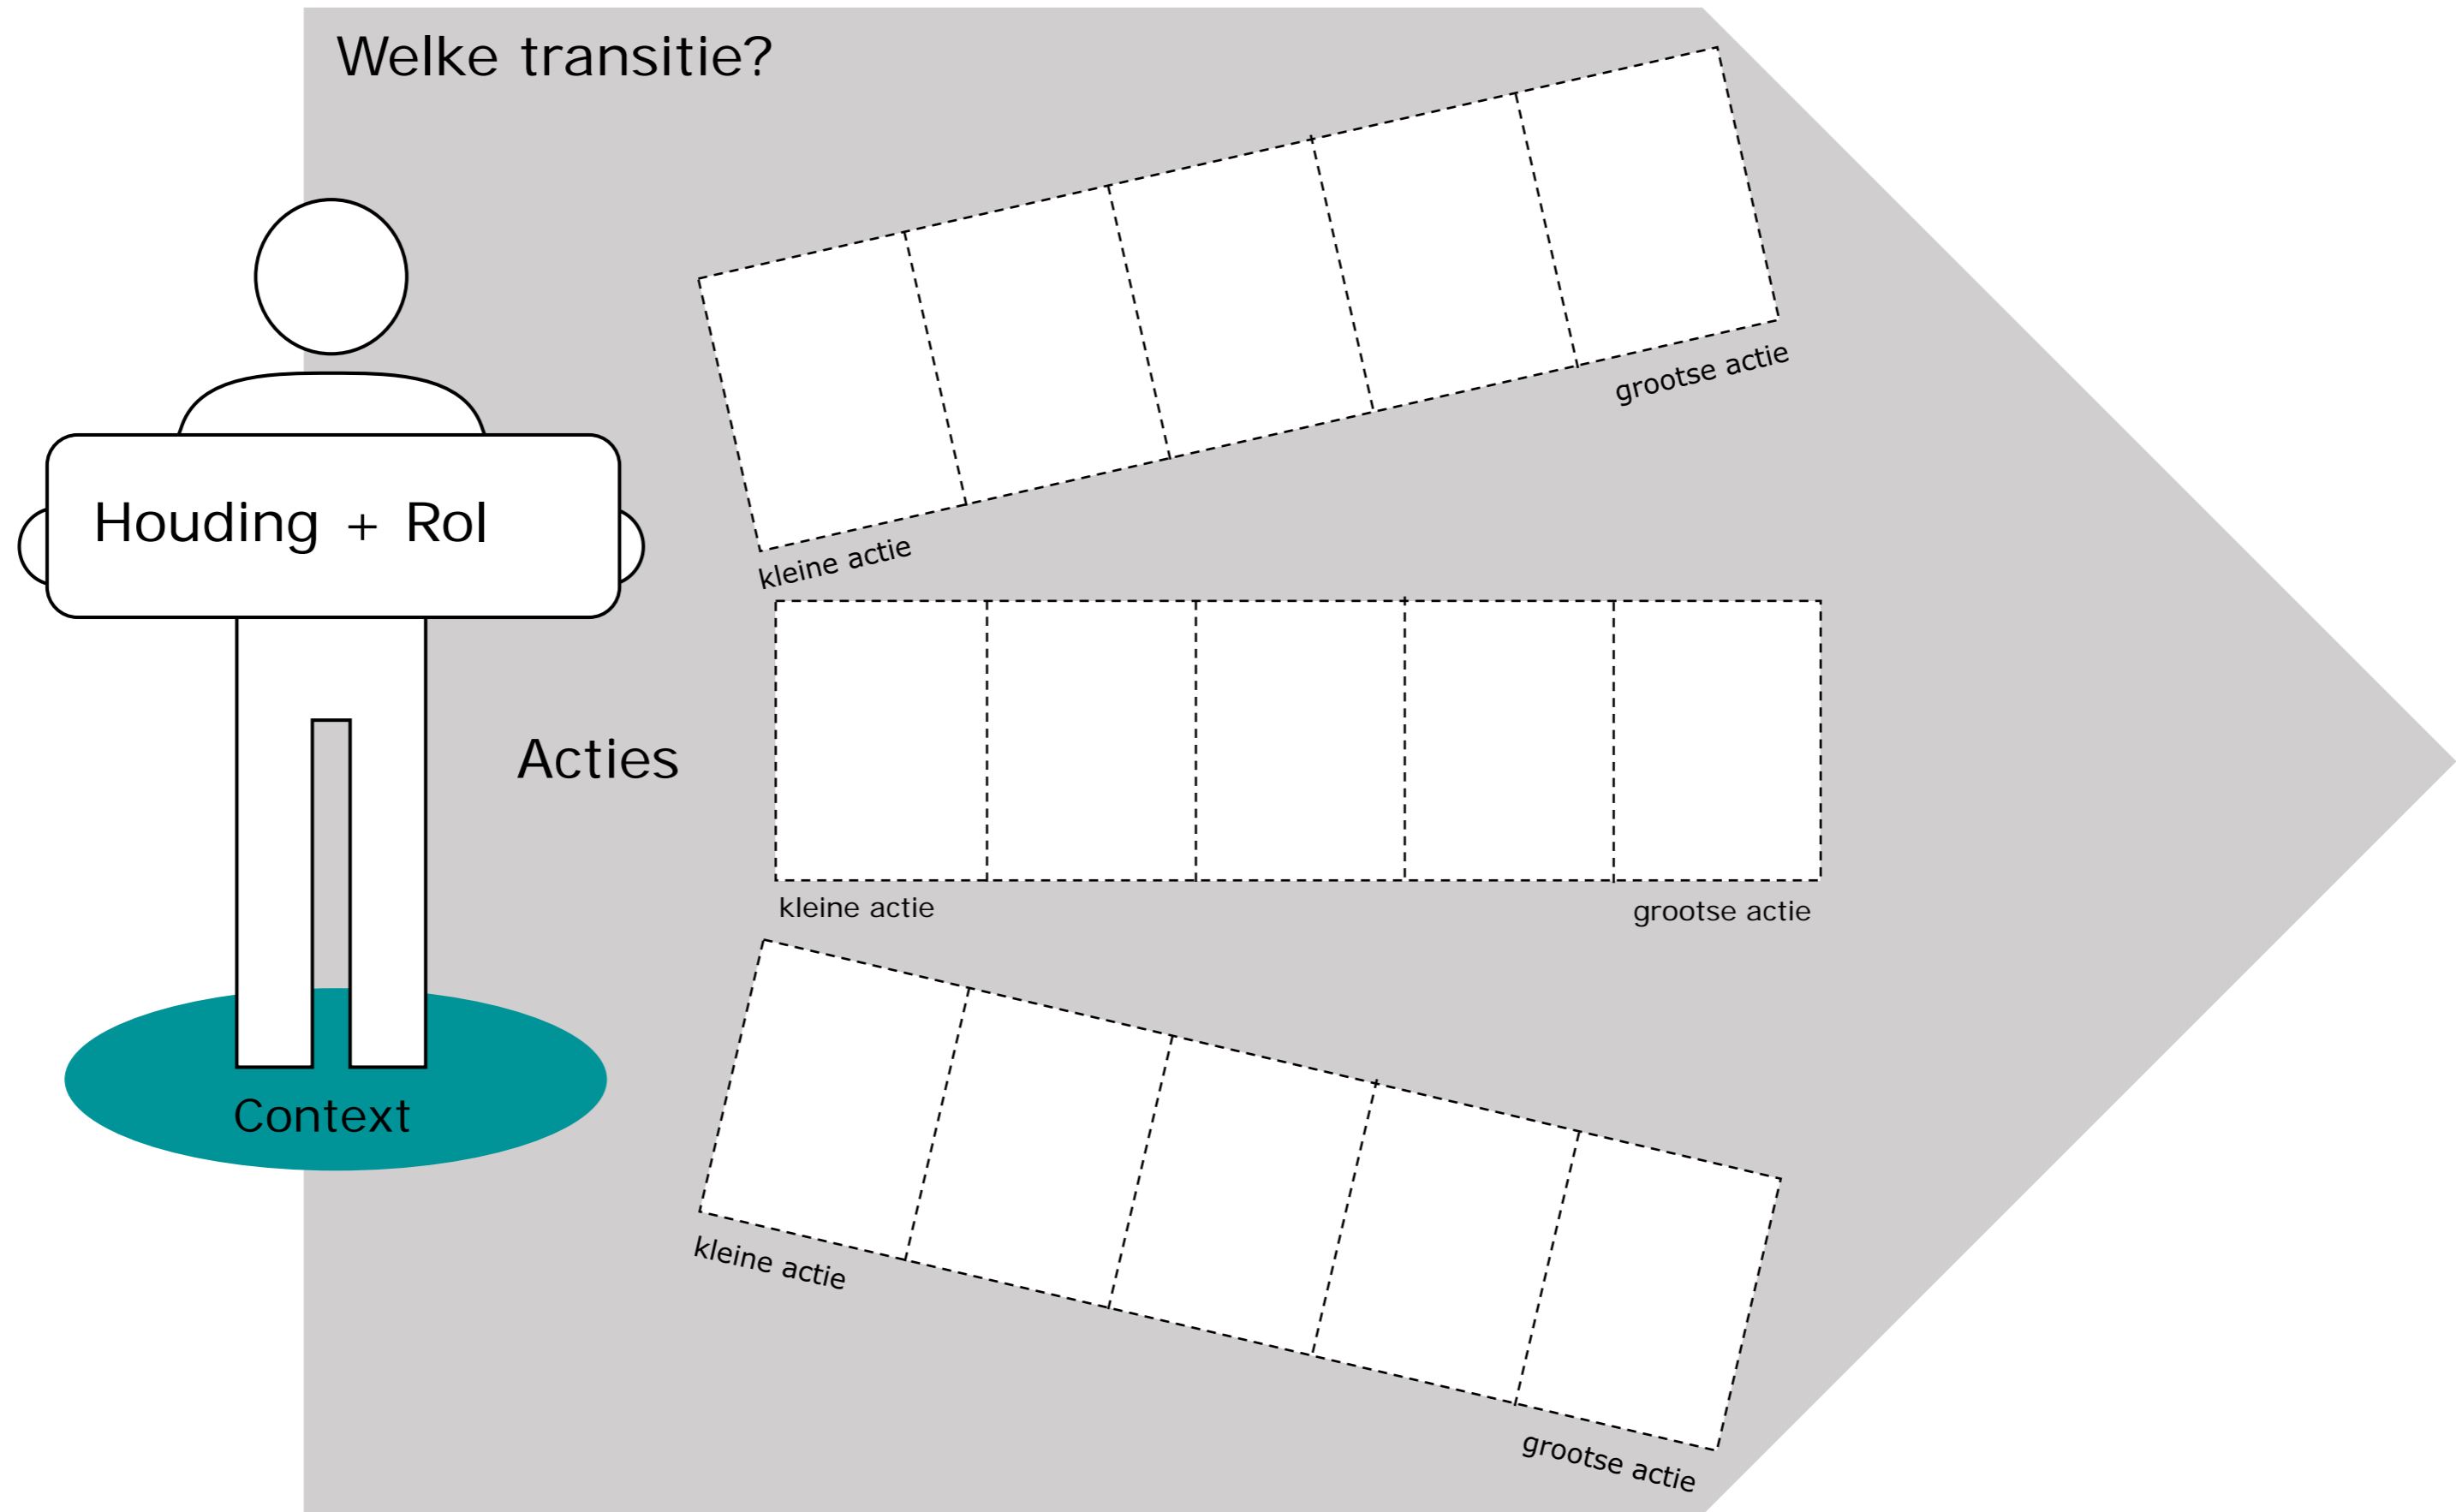 Welke transitie?
grootse actie
Houding + Rol
kleine actie
Acties
kleine actie
grootse actie
Context
kleine actie
grootse actie